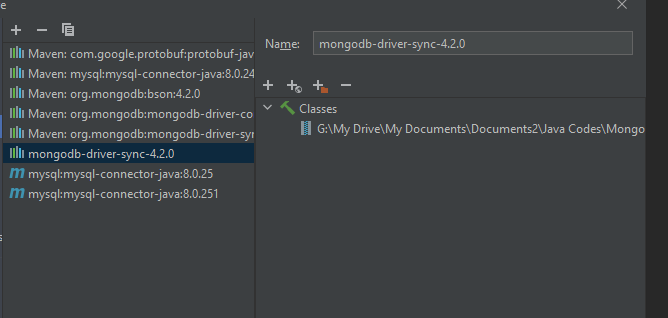 Name:
mongodb-driver-sync-4.2.0
Maven: com.google.protobuf:protobuf-jav
Maven: mysql:mysql-connector-java:8.0.24
Maven: org.mongodb:bson:4.2.0
Maven: org.mongodb:mongodb-driver-co
Maven: org.mongodb:mongodb-driver-sy
mongodb-driver-sync-4.2.0
mysql:mysql-connector-java:8.0.25
mysql:mysql-connector-java:8.0.251
Classes
G:\My Drive\My Documents\Documents2\Java Codes\Mongo